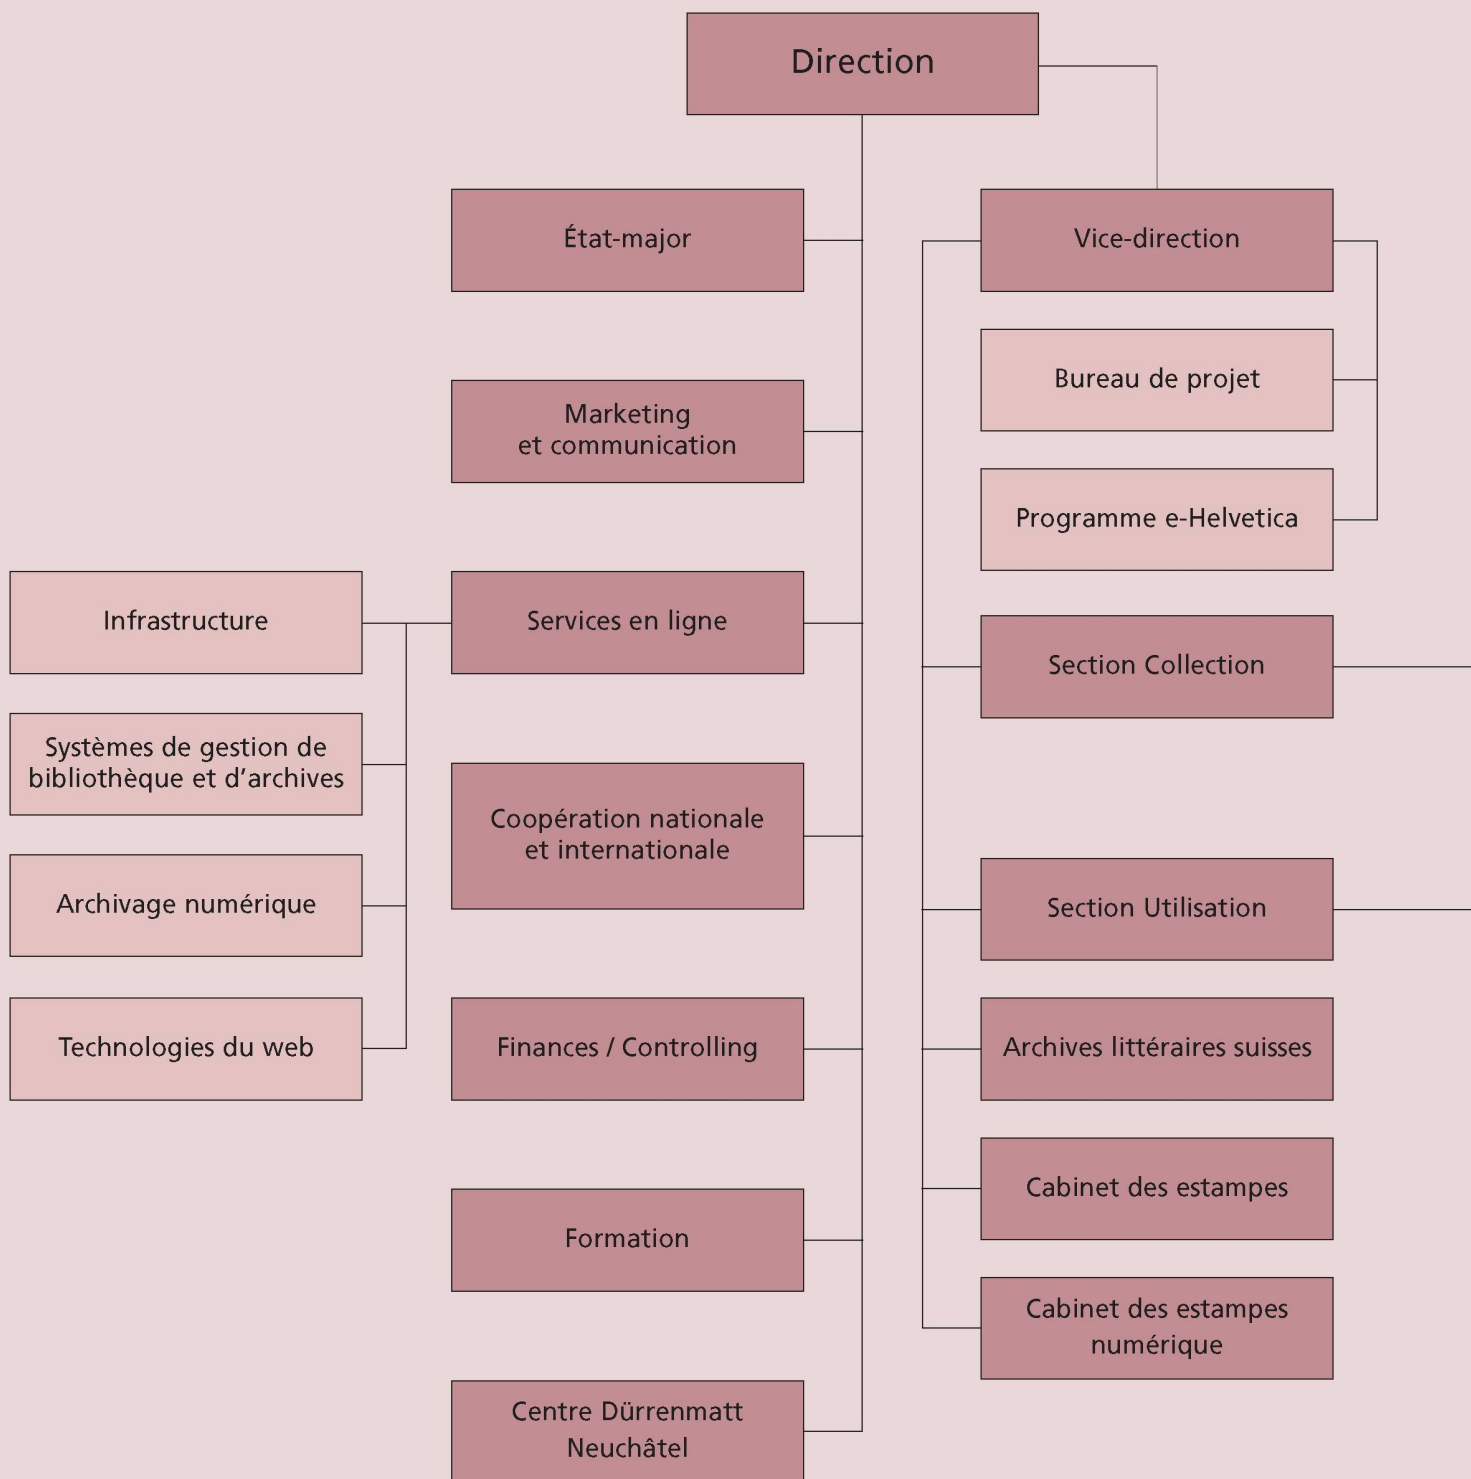 Direction
État-major
Vice-direction
Bureau de projet
Marketing
et communication
Programme e-Helvetica
Infrastructure
Services en ligne
Section Collection
Systèmes de gestion de
bibliothèque et d’archives
Coopération nationale
et internationale
Archivage numérique
Section Utilisation
Technologies du web
Finances / Controlling
Archives littéraires suisses
Cabinet des estampes
Formation
Cabinet des estampes
numérique
Centre Dürrenmatt
Neuchâtel